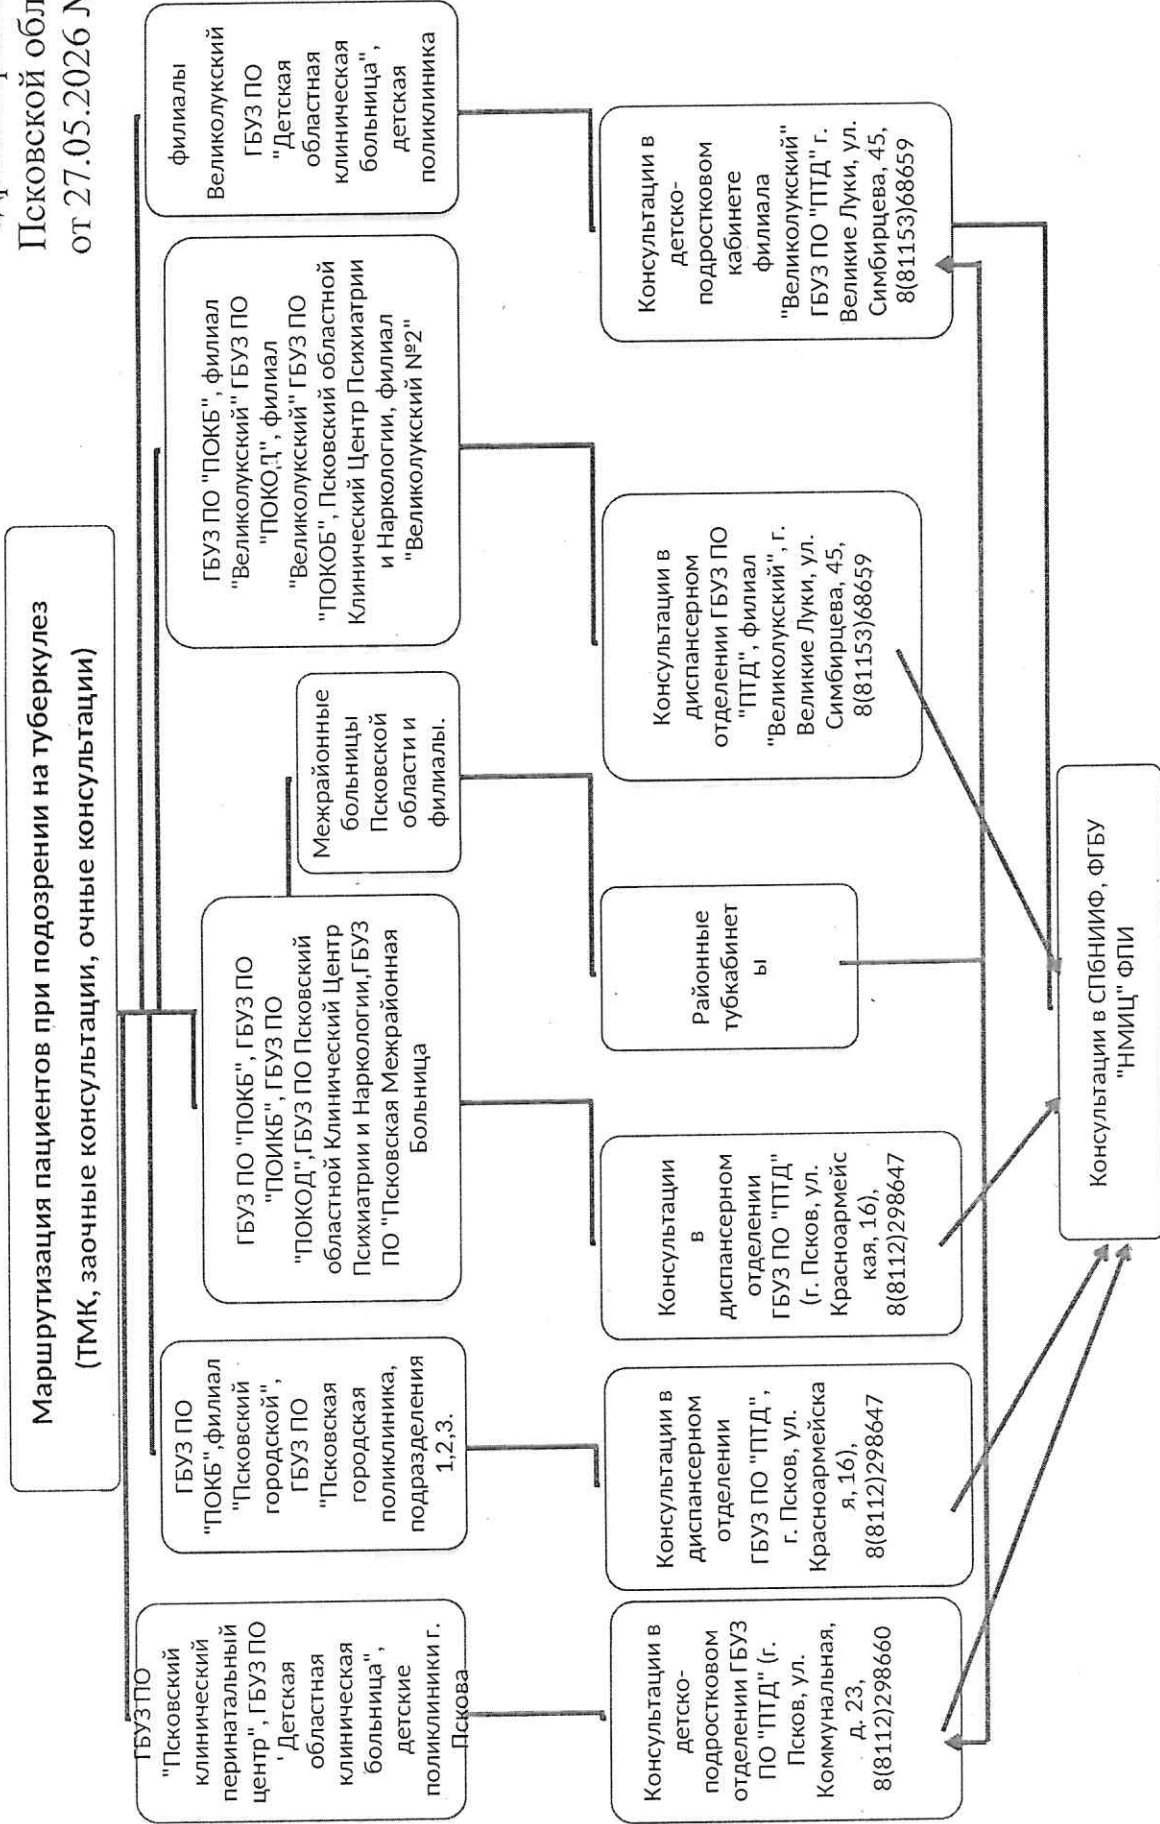 Псковской обл
от 27.05.2026 №
Маршрутизация пациентов при подозрении на туберкулез
(ТМК, заочные консультации, очные консультации)
ГБУЗ ПО
"Псковский
клинический
перинатальный
центр", ГБУЗ ПО
' Детская
областная
клиническая
больница",
детские
поликлиники г.
Пскова
ГБУЗ ПО
"ПОКБ",филиал
"Псковский
городской",
ГБУЗ ПО
"Псковская
городская
поликлиника,
подразделения
1,2,3.
ГБУЗ ПО "ПОКБ", ГБУЗ ПО
"ПОИКБ", ГБУЗ ПО
"ПОКОД",ГБУЗ ПО Псковский
областной Клинический Центр
Психиатрии и Наркологии,ГБУЗ
ПО "Псковская Межрайонная
Больница
Межрайонные
больницы
Псковской
области и
филиалы.
ГБУЗ ПО "ПОКБ", филиал
"Великолукский" ГБУЗ ПО
"ПОКОД", филиал
"Великолукский" ГБУЗ ПО
"ПОКОБ", Псковский областной
Клинический Центр Психиатрии
и Наркологии, филиал
"Великолукский №2"
филиалы
Великолукский
ГБУЗ ПО
"Детская
областная
клиническая
больница",
детская
поликлиника
Консультации в
детско-
подростковом
отделении ГБУЗ
ПО "ПТД" (г.
Псков, ул.
Коммунальная,
д. 23,
8(8112)298660
Консультации в
диспансерном
отделении
ГБУЗ ПО "ПТД",
г. Псков, ул.
Красноармейска
я, 16),
8(8112)298647
Консультации
в
диспансерном
отделении
ГБУЗ ПО "ПТД"
(г. Псков, ул.
Красноармейс
кая, 16),
8(8112)298647
Районные
тубкабинет
ы
Консультации в
диспансерном
отделении ГБУЗ ПО
"ПТД", филиал
"Великолукский", г.
Великие Луки, ул.
Симбирцева, 45,
8(81153)68659
Консультации в
детско-
подростковом
кабинете
филиала
"Великолукский"
ГБУЗ ПО "ПТД" г.
Великие Луки, ул.
Симбирцева, 45,
8(81153)68659
Консультации в СПбНИИФ, ФГБУ
"НМИЦ" ФПИ